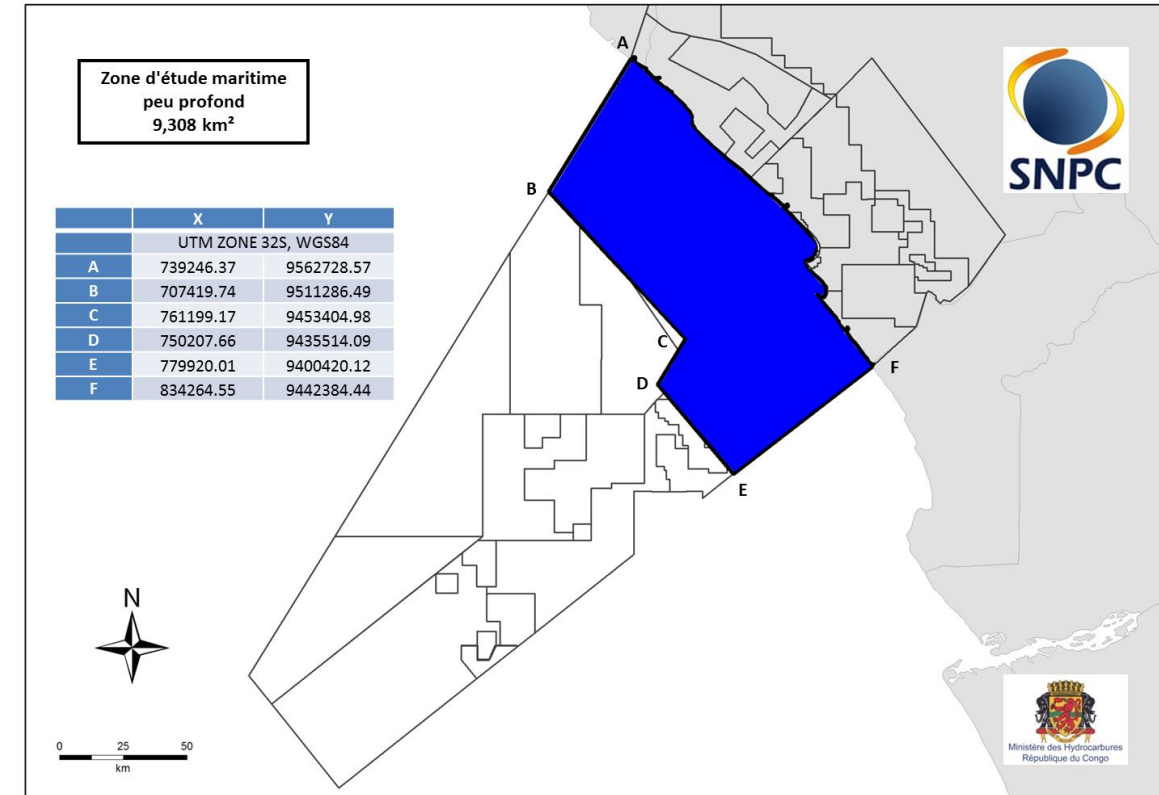 Zone d'étude maritime
peu profond
9,308 km²
X Y
UTM ZONE 32S, WGS84
A 739246.37 9562728.57
B 707419.74 9511286.49
C 761199.17 9453404.98
D 750207.66 9435514.09
E 779920.01 9400420.12
F 834264.55 9442384.44
A
B
C
D
E
F
SNPC
N
0 25 50
km
Ministère des Hydrocarbures
République du Congo